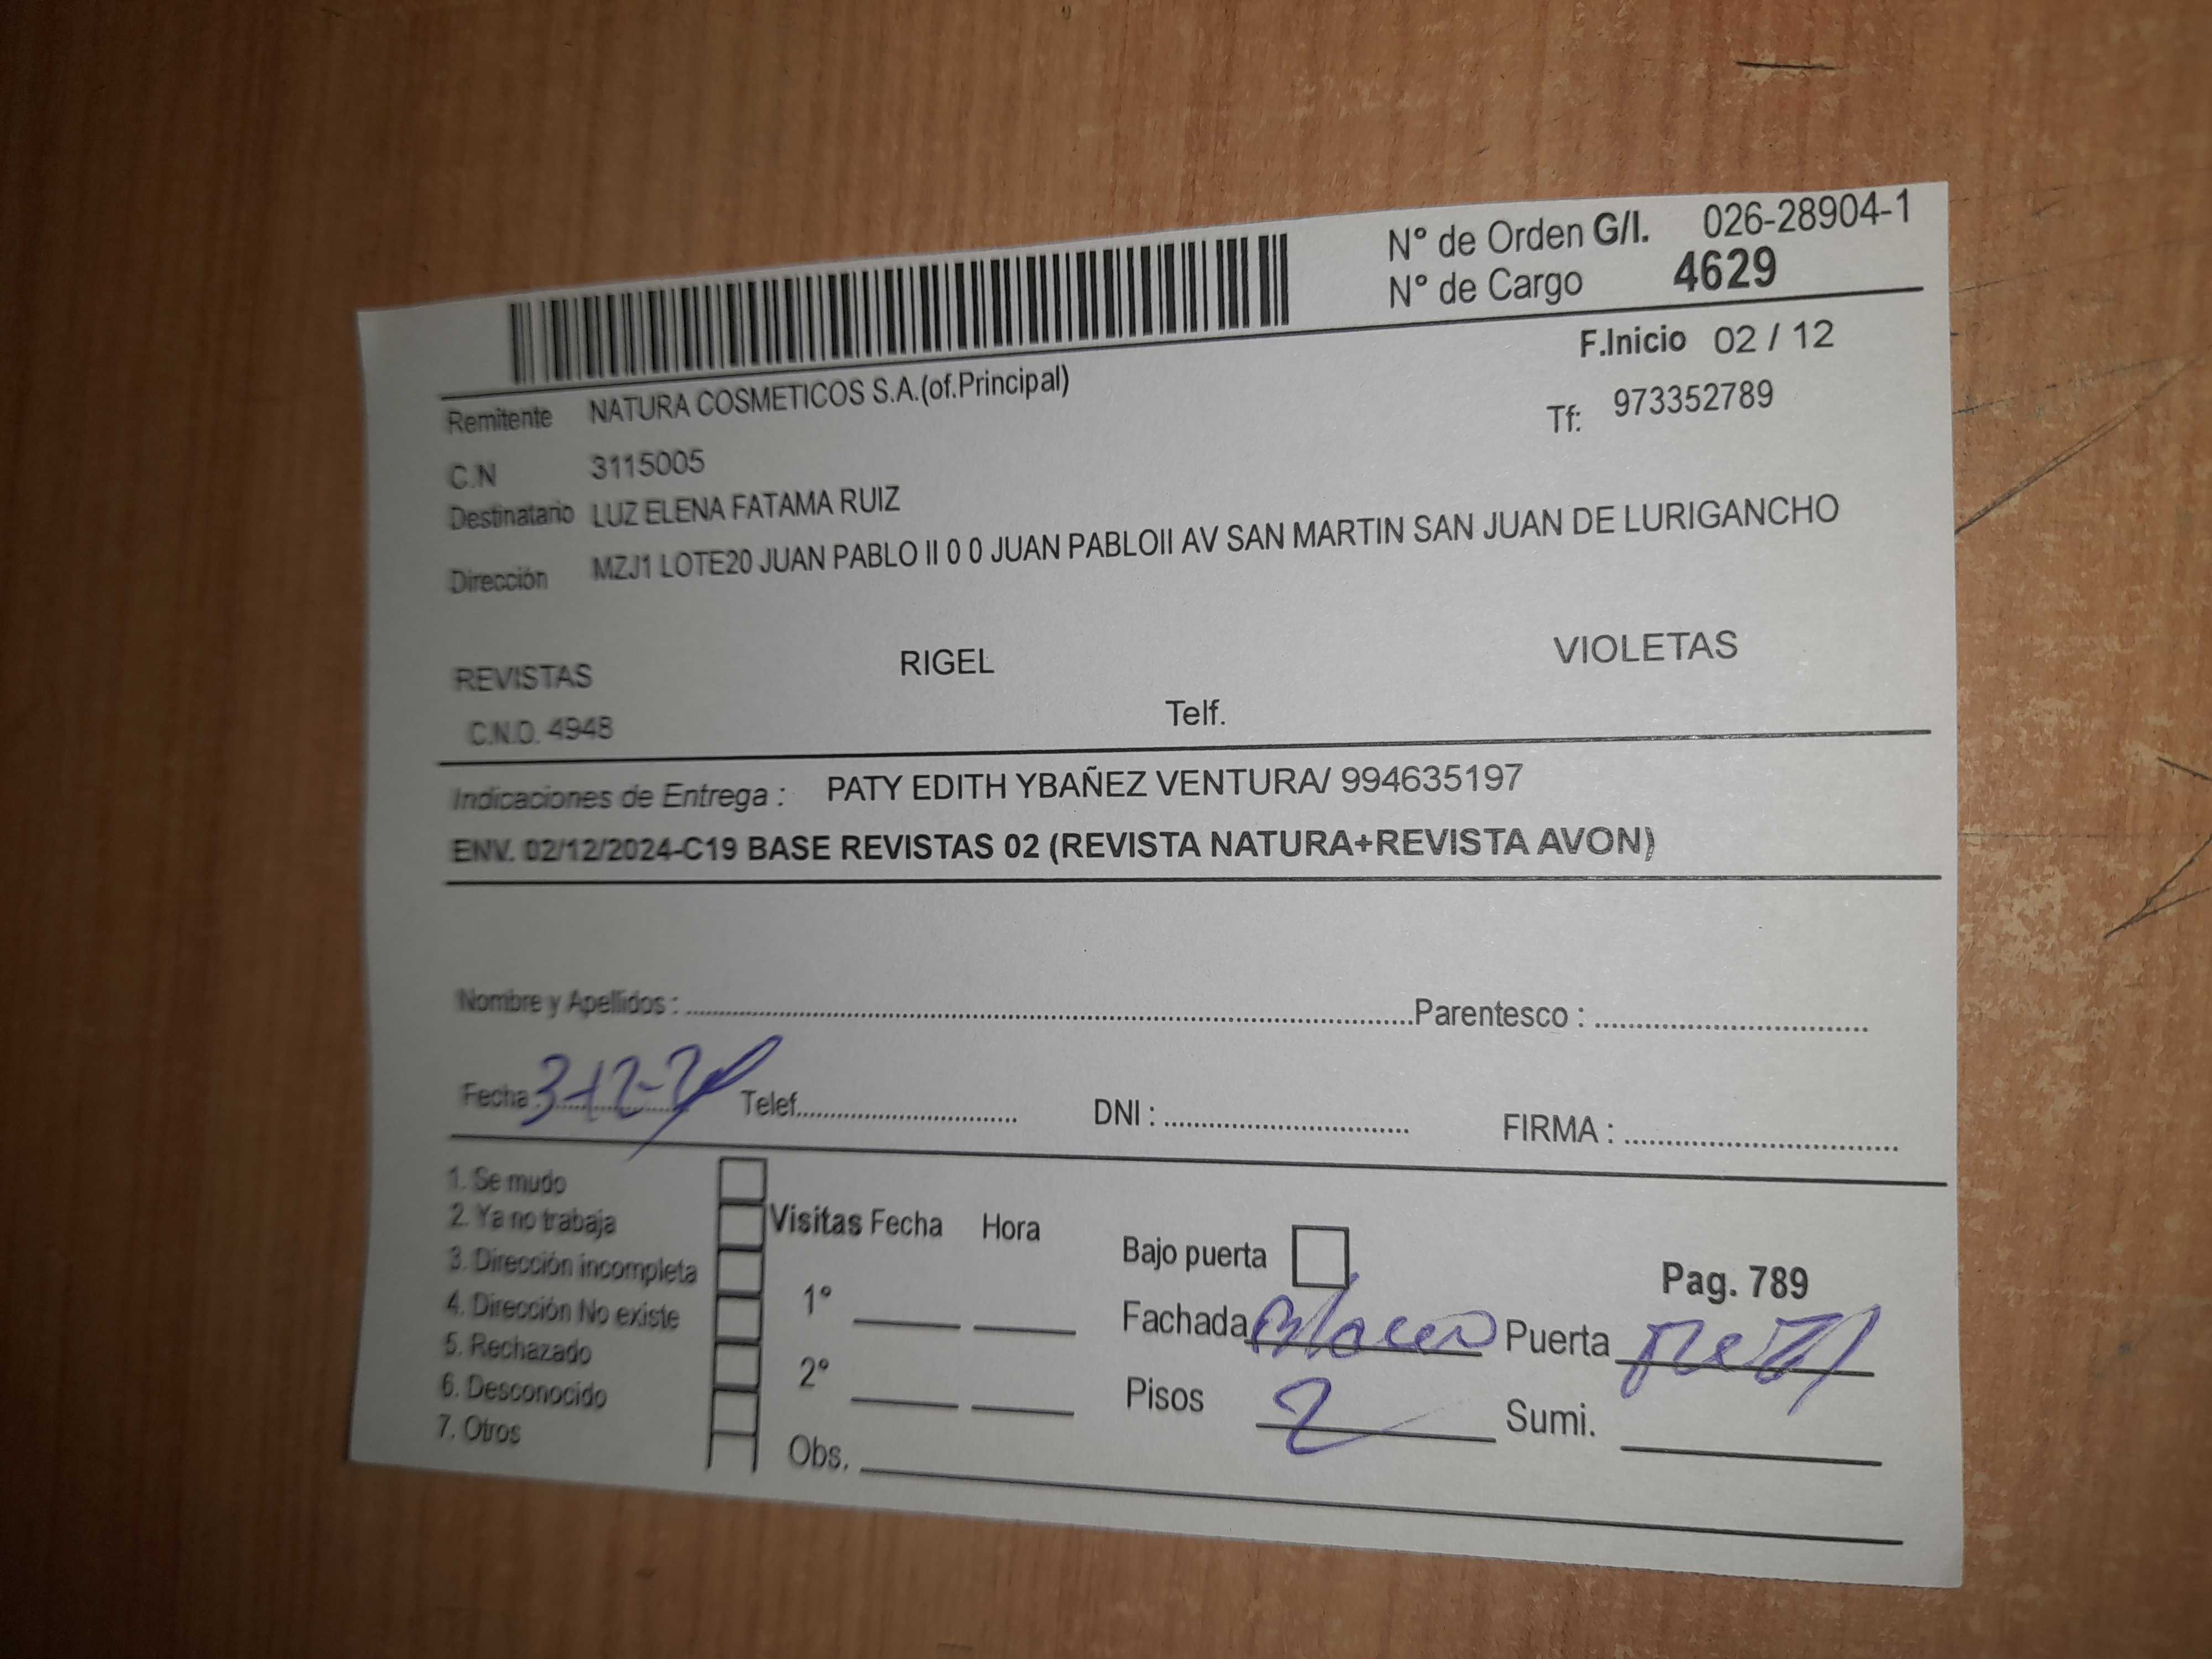 N° de Orden G/I. 026-28904-1
N° de Cargo 4629
F.Inicio 02 / 12
Remitente NATURA COSMETICOS S.A.(of.Principal)
Tf: 973352789
C.N 3115005
Destinatario LUZ ELENA FATAMA RUIZ
Dirección MZJ1 LOTE20 JUAN PABLO II 0 0 JUAN PABLOII AV SAN MARTIN SAN JUAN DE LURIGANCHO
REVISTAS RIGEL VIOLETAS
C.N.O. 4948 Telf.
Indicaciones de Entrega : PATY EDITH YBAÑEZ VENTURA/ 994635197
ENV. 02/12/2024-C19 BASE REVISTAS 02 (REVISTA NATURA+REVISTA AVON)
Nombre y Apellidos : Parentesco :
Fecha : 3-12-24 Telef. DNI : FIRMA :
1. Se mudo
2. Ya no trabaja
3. Dirección incompleta
4. Dirección No existe
5. Rechazado
6. Desconocido
7. Otros
Visitas Fecha Hora
1°
2°
Obs.
Bajo puerta
Pag. 789
Fachada Blanco Puerta
Pisos 2 Sumi.